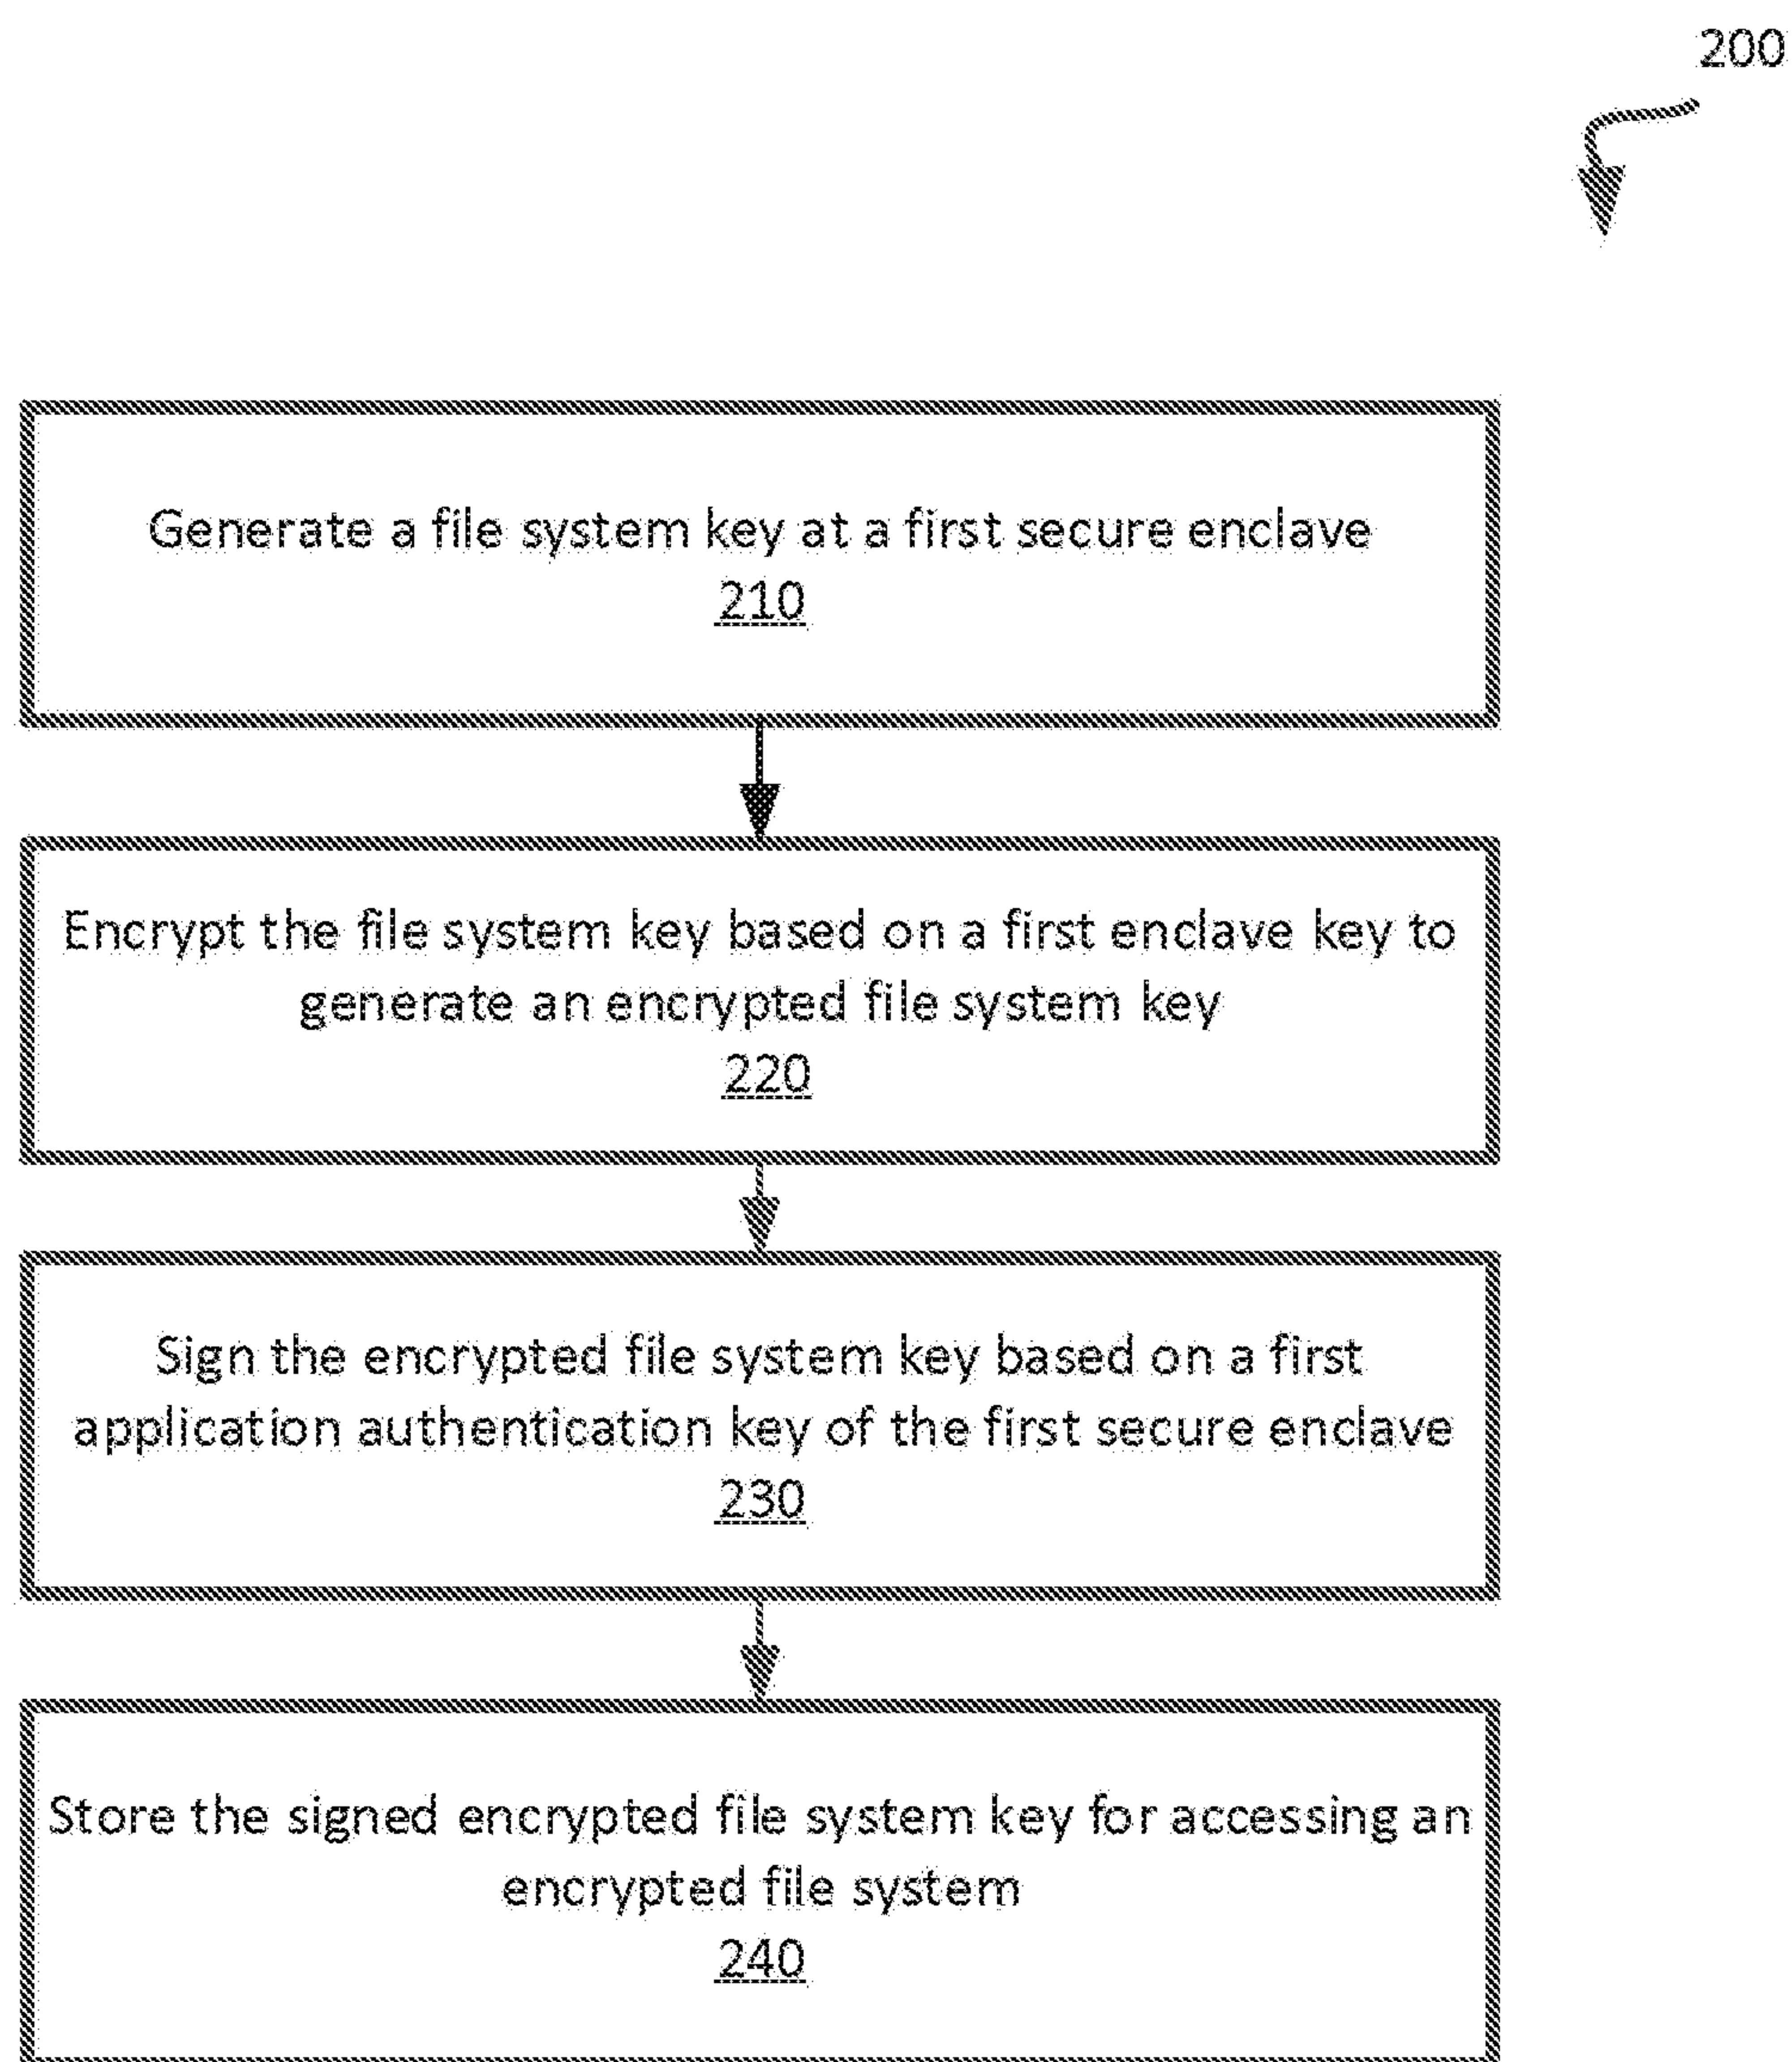 200
Generate a file system key at a first secure enclave
210
Encrypt the file system key based on a first enclave key to
generate an encrypted file system key
220
Sign the encrypted file system key based on a first
application authentication key of the first secure enclave
230
Store the signed encrypted file system key for accessing an
encrypted file system
240